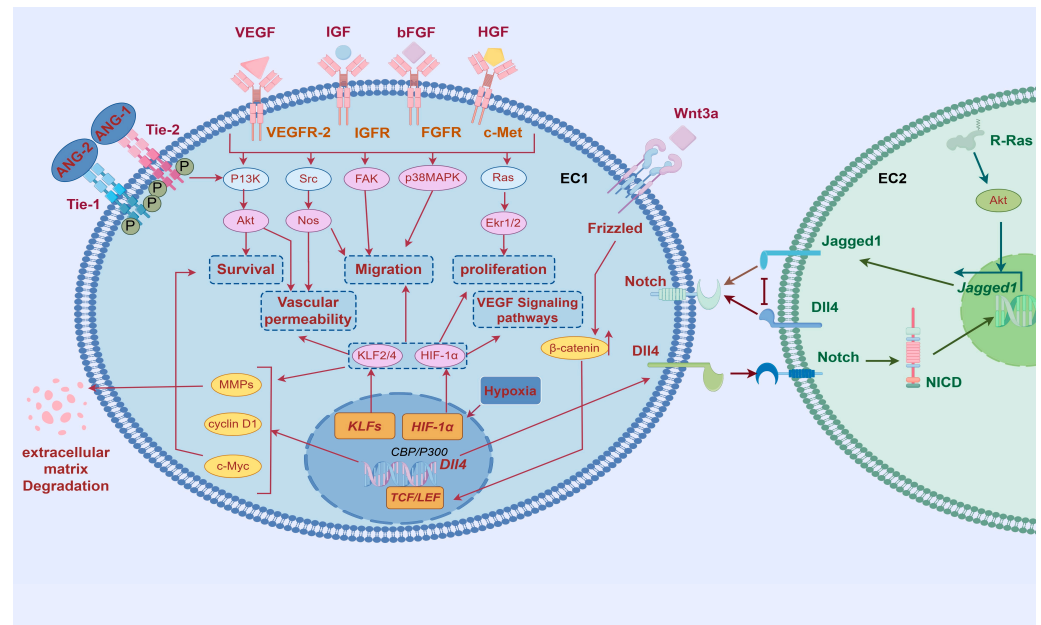 VEGF
IGF
bFGF
HGF
Wnt3a
ANG-1
ANG-2
Tie-2
Tie-1
P
P
P
P
VEGFR-2
IGFR
FGFR
c-Met
EC1
EC2
R-Ras
P13K
Src
FAK
p38MAPK
Ras
Akt
Akt
Nos
Ekr1/2
Frizzled
Jagged1
Survival
Migration
proliferation
Notch
Jagged1
Vascular
permeability
VEGF Signaling
pathways
Dll4
KLF2/4
HIF-1α
β-catenin
Dll4
Notch
NICD
MMPs
Hypoxia
cyclin D1
KLFs
HIF-1α
extracellular
matrix
Degradation
CBP/P300
Dll4
c-Myc
TCF/LEF